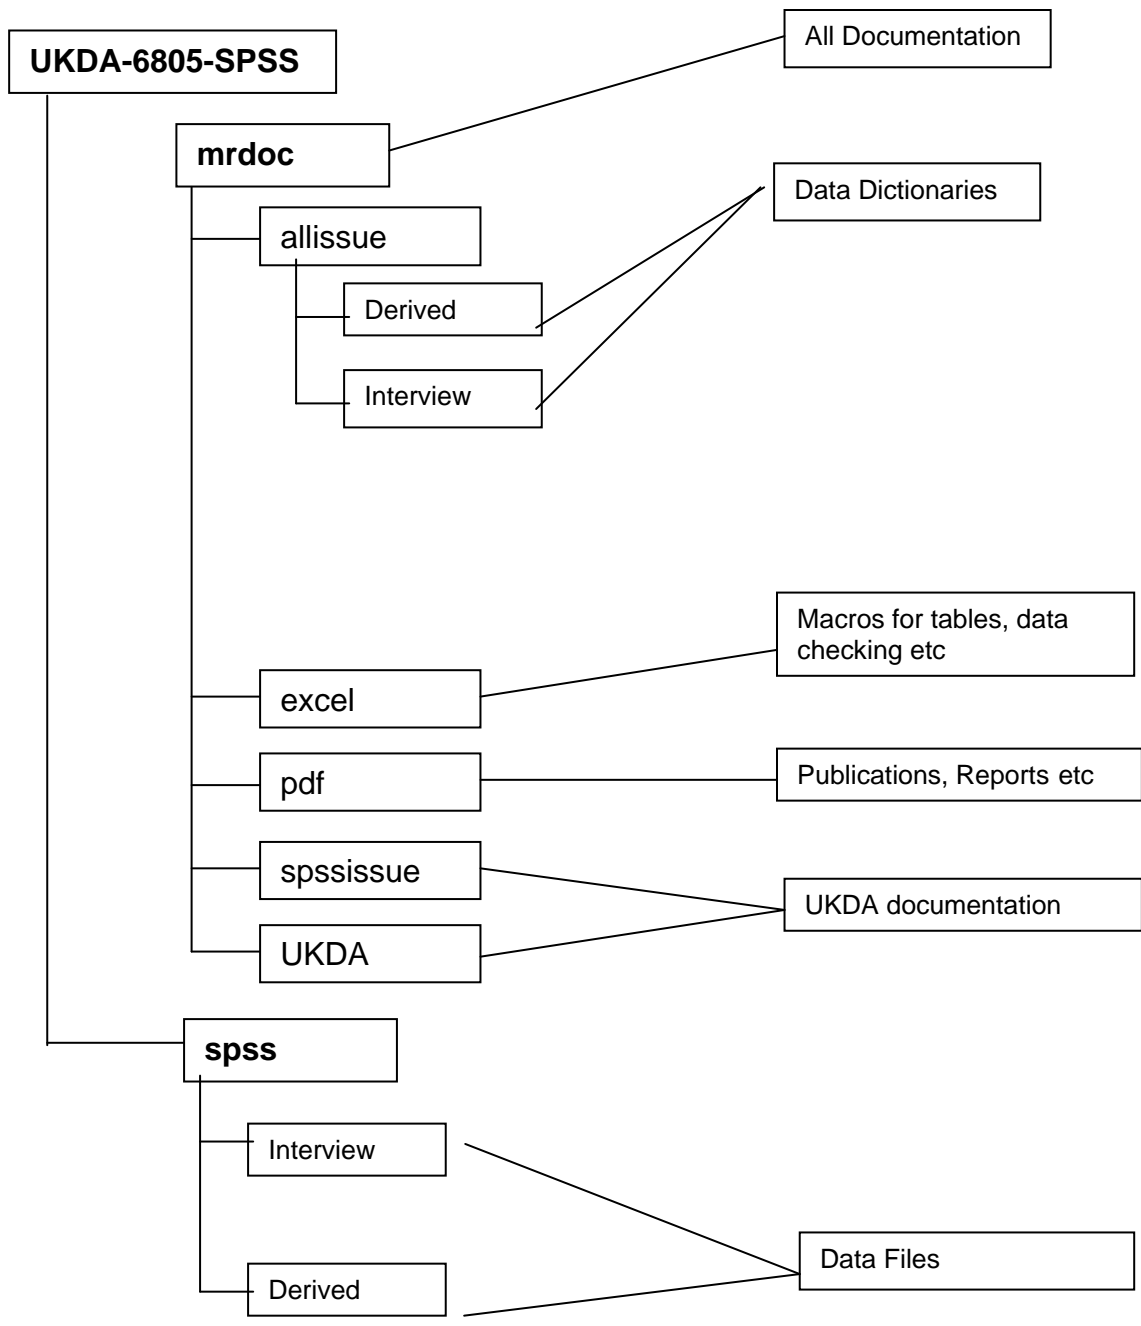 UKDA-6805-SPSS
All Documentation
mrdoc
Data Dictionaries
allissue
Derived
Interview
Macros for tables, data
checking etc
excel
pdf
Publications, Reports etc
spssissue
UKDA documentation
UKDA
spss
Interview
Data Files
Derived